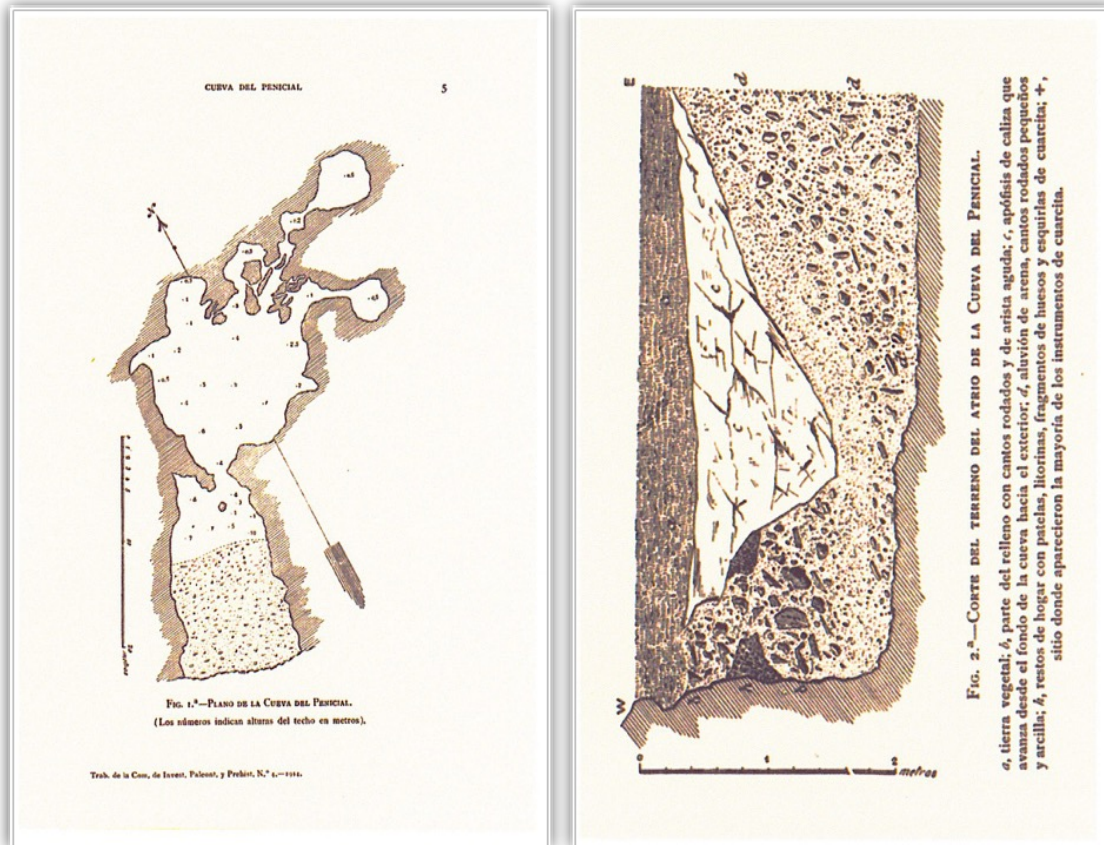 CUEVA DEL PENICIAL
5
FIG. 1.ª—PLANO DE LA CUEVA DEL PENICIAL.
(Los números indican alturas del techo en metros).
Trab. de la Com. de Invest. Paleont. y Prehist. N.º 4.—1914.
W
E
d
d
c
0
1
2
metros
FIG. 2.ª—CORTE DEL TERRENO DEL ATRIO DE LA CUEVA DEL PENICIAL.
a, tierra vegetal; b, parte del relleno con cantos rodados y de arista aguda; c, apófisis de caliza que
avanza desde el fondo de la cueva hacia el exterior; d, aluvión de arena, cantos rodados pequeños
y arcilla; h, restos de hogar con patelas, litorinas, fragmentos de huesos y esquirlas de cuarcita; +,
sitio donde aparecieron la mayoría de los instrumentos de cuarcita.